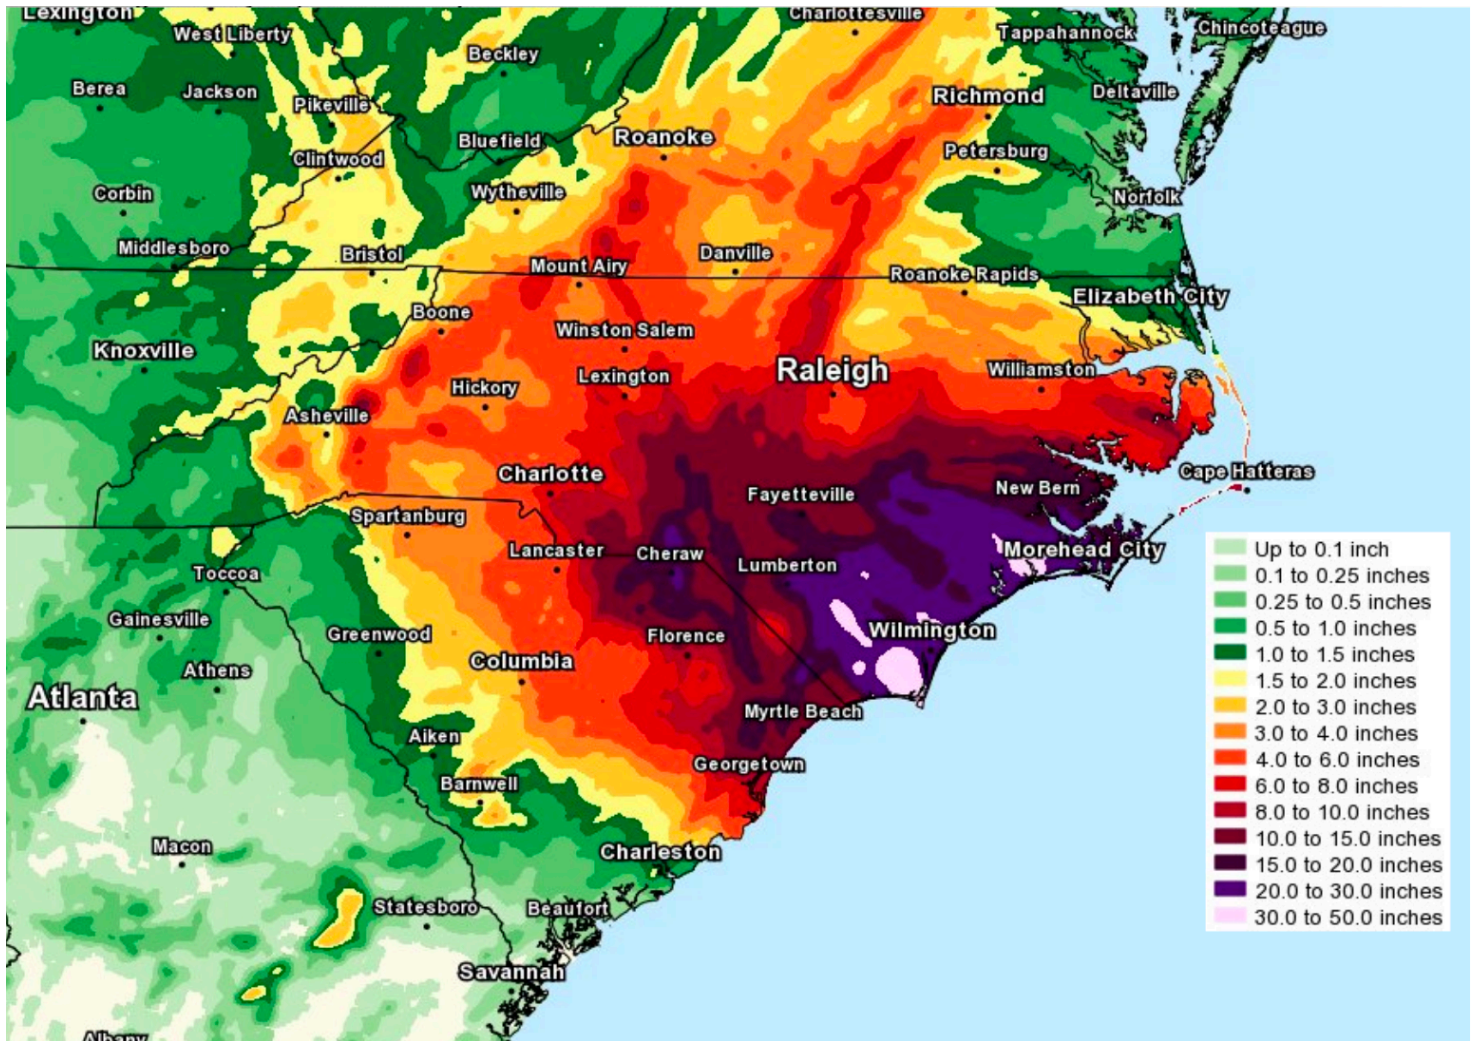 Lexington
Charlottesville
Chincoteague
West Liberty
Tappahannock
Beckley
Berea
Jackson
Pikeville
Richmond
Deltaville
Bluefield
Roanoke
Clintwood
Petersburg
Corbin
Wytheville
Norfolk
Middlesboro
Bristol
Danville
Mount Airy
Roanoke Rapids
Elizabeth City
Boone
Winston Salem
Knoxville
Lexington
Raleigh
Williamston
Hickory
Asheville
Charlotte
Cape Hatteras
Fayetteville
New Bern
Spartanburg
Lancaster
Cheraw
Morehead City
Lumberton
Toccoa
Gainesville
Greenwood
Florence
Wilmington
Athens
Columbia
Atlanta
Myrtle Beach
Aiken
Georgetown
Barnwell
Macon
Charleston
Statesboro
Beaufort
Savannah
Albany
Up to 0.1 inch
0.1 to 0.25 inches
0.25 to 0.5 inches
0.5 to 1.0 inches
1.0 to 1.5 inches
1.5 to 2.0 inches
2.0 to 3.0 inches
3.0 to 4.0 inches
4.0 to 6.0 inches
6.0 to 8.0 inches
8.0 to 10.0 inches
10.0 to 15.0 inches
15.0 to 20.0 inches
20.0 to 30.0 inches
30.0 to 50.0 inches